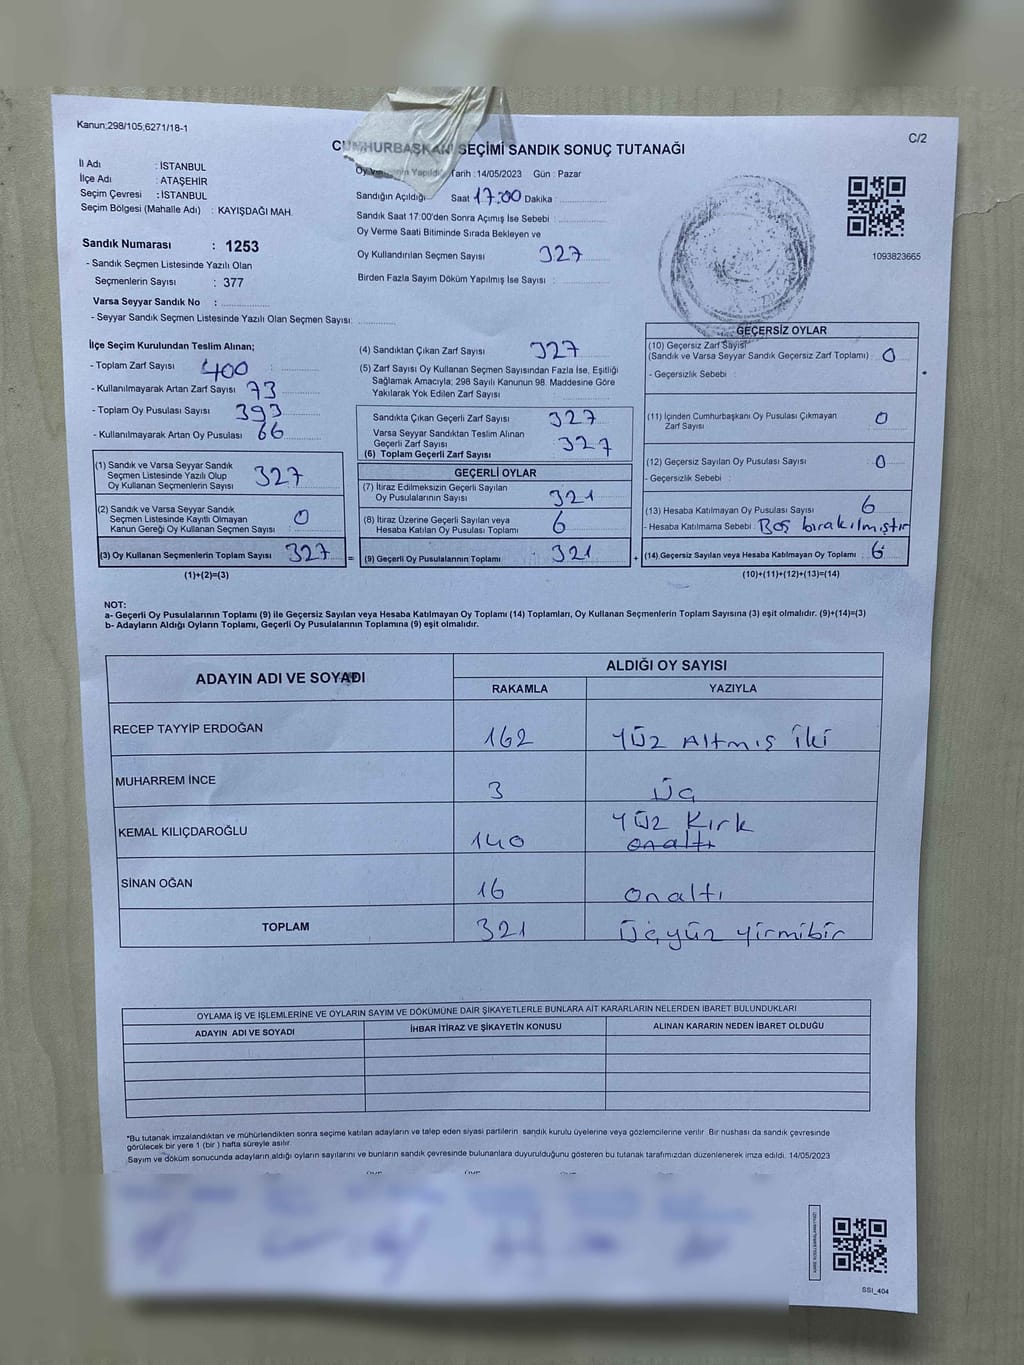 Kanun;298/105;6271/18-1
C/2
CUMHURBAŞKANI SEÇİMİ SANDIK SONUÇ TUTANAĞI
İl Adı : İSTANBUL
İlçe Adı : ATAŞEHİR
Seçim Çevresi : İSTANBUL
Seçim Bölgesi (Mahalle Adı) : KAYIŞDAĞI MAH.
Sandık Numarası : 1253
- Sandık Seçmen Listesinde Yazılı Olan
Seçmenlerin Sayısı : 377
Varsa Seyyar Sandık No :
- Seyyar Sandık Seçmen Listesinde Yazılı Olan Seçmen Sayısı:
Oy Yapıldığı Tarih : 14/05/2023 Gün : Pazar
Sandığın Açıldığı Saat 17:00 Dakika :
Sandık Saat 17:00'den Sonra Açımış İse Sebebi :
Oy Verme Saati Bitiminde Sırada Bekleyen ve
Oy Kullandırılan Seçmen Sayısı 327
Birden Fazla Sayım Döküm Yapılmış İse Sayısı :
1093823665
İlçe Seçim Kurulundan Teslim Alınan;
- Toplam Zarf Sayısı : 400
- Kullanılmayarak Artan Zarf Sayısı 73
- Toplam Oy Pusulası Sayısı 393
- Kullanılmayarak Artan Oy Pusulası 66
(1) Sandık ve Varsa Seyyar Sandık
Seçmen Listesinde Yazılı Olup
Oy Kullanan Seçmenlerin Sayısı 327
(2) Sandık ve Varsa Seyyar Sandık
Seçmen Listesinde Kayıtlı Olmayan
Kanun Gereği Oy Kullanan Seçmen Sayısı : 0
(3) Oy Kullanan Seçmenlerin Toplam Sayısı 327 =
(1)+(2)=(3)
(4) Sandıktan Çıkan Zarf Sayısı 327
(5) Zarf Sayısı Oy Kullanan Seçmen Sayısından Fazla İse, Eşitliği
Sağlamak Amacıyla; 298 Sayılı Kanunun 98. Maddesine Göre
Yakılarak Yok Edilen Zarf Sayısı :
Sandıkta Çıkan Geçerli Zarf Sayısı 327
Varsa Seyyar Sandıktan Teslim Alınan
Geçerli Zarf Sayısı 327
(6) Toplam Geçerli Zarf Sayısı
GEÇERLİ OYLAR
(7) İtiraz Edilmeksizin Geçerli Sayılan
Oy Pusulalarının Sayısı 321
(8) İtiraz Üzerine Geçerli Sayılan veya
Hesaba Katılan Oy Pusulası Toplamı 6
(9) Geçerli Oy Pusulalarının Toplamı : 321 +
GEÇERSİZ OYLAR
(10) Geçersiz Zarf Sayısı
(Sandık ve Varsa Seyyar Sandık Geçersiz Zarf Toplamı) : 0
- Geçersizlik Sebebi :
(11) İçinden Cumhurbaşkanı Oy Pusulası Çıkmayan
Zarf Sayısı 0
(12) Geçersiz Sayılan Oy Pusulası Sayısı : 0
- Geçersizlik Sebebi :
(13) Hesaba Katılmayan Oy Pusulası Sayısı 6
- Hesaba Katılmama Sebebi : Boş bırakılmıştır
(14) Geçersiz Sayılan veya Hesaba Katılmayan Oy Toplamı : 6
(10)+(11)+(12)+(13)=(14)
NOT:
a- Geçerli Oy Pusulalarının Toplamı (9) ile Geçersiz Sayılan veya Hesaba Katılmayan Oy Toplamı (14) Toplamları, Oy Kullanan Seçmenlerin Toplam Sayısına (3) eşit olmalıdır. (9)+(14)=(3)
b- Adayların Aldığı Oyların Toplamı, Geçerli Oy Pusulalarının Toplamına (9) eşit olmalıdır.
ADAYIN ADI VE SOYADI
ALDIĞI OY SAYISI
RAKAMLA YAZIYLA
RECEP TAYYİP ERDOĞAN 162 Yüz Altmış İki
MUHARREM İNCE 3 Üç
KEMAL KILIÇDAROĞLU 140 Yüz Kırk
onaltı
SİNAN OĞAN 16 onaltı
TOPLAM 321 Üçyüz yirmibir
OYLAMA İŞ VE İŞLEMLERİNE VE OYLARIN SAYIM VE DÖKÜMÜNE DAİR ŞİKAYETLERLE BUNLARA AİT KARARLARIN NELERDEN İBARET BULUNDUKLARI
ADAYIN ADI VE SOYADI İHBAR İTİRAZ VE ŞİKAYETİN KONUSU ALINAN KARARIN NEDEN İBARET OLDUĞU
*Bu tutanak imzalandıktan ve mühürlendikten sonra seçime katılan adayların ve talep eden siyasi partilerin sandık kurulu üyelerine veya gözlemcilerine verilir. Bir nüshası da sandık çevresinde
görülecek bir yere 1 (bir) hafta süreyle asılır.
Sayım ve döküm sonucunda adayların aldığı oyların sayılarını ve bunların sandık çevresinde bulunanlara duyurulduğunu gösteren bu tutanak tarafımızdan düzenlenerek imza edildi. 14/05/2023
SSI_404